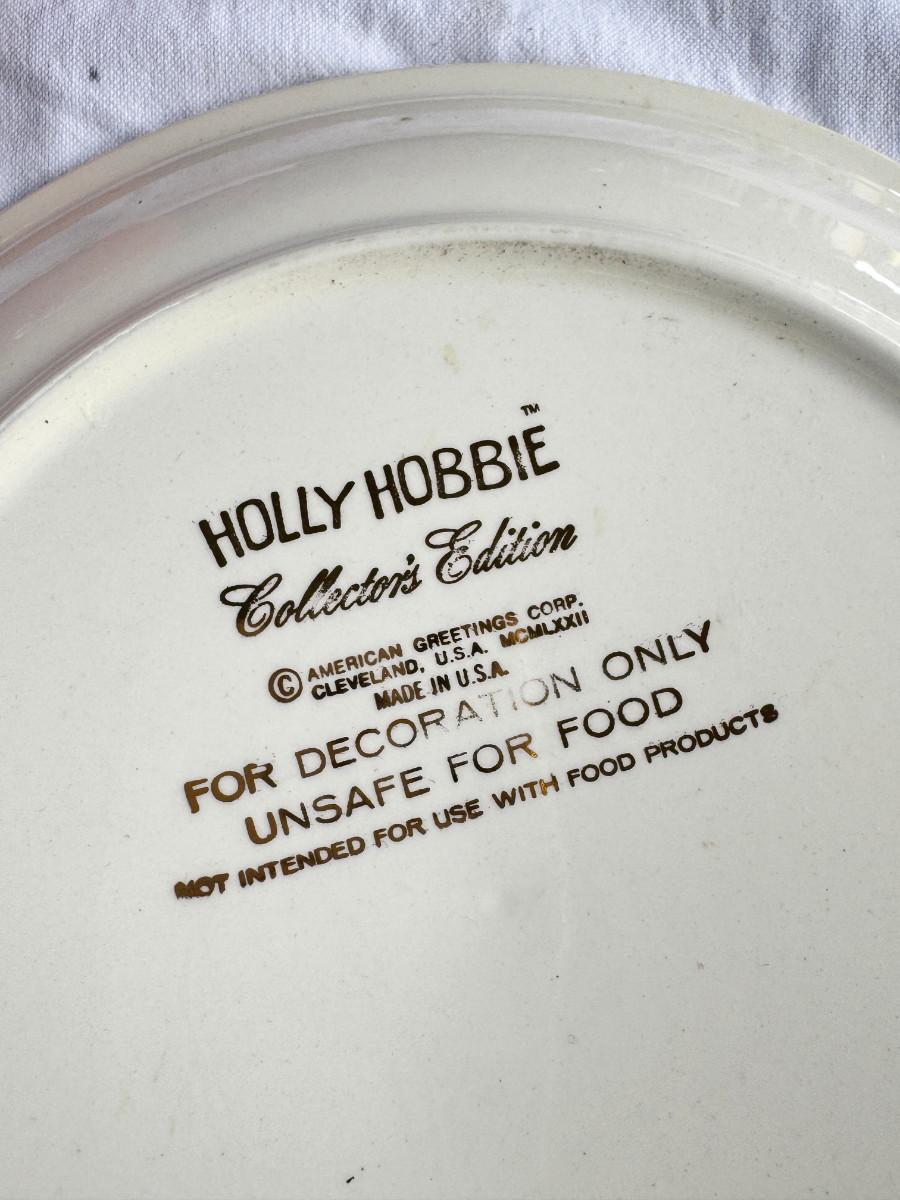 HOLLY HOBBIE™
Collector's Edition
© AMERICAN GREETINGS CORP.
CLEVELAND, U.S.A. MCMLXXII
MADE IN U.S.A.
FOR DECORATION ONLY
UNSAFE FOR FOOD
NOT INTENDED FOR USE WITH FOOD PRODUCTS